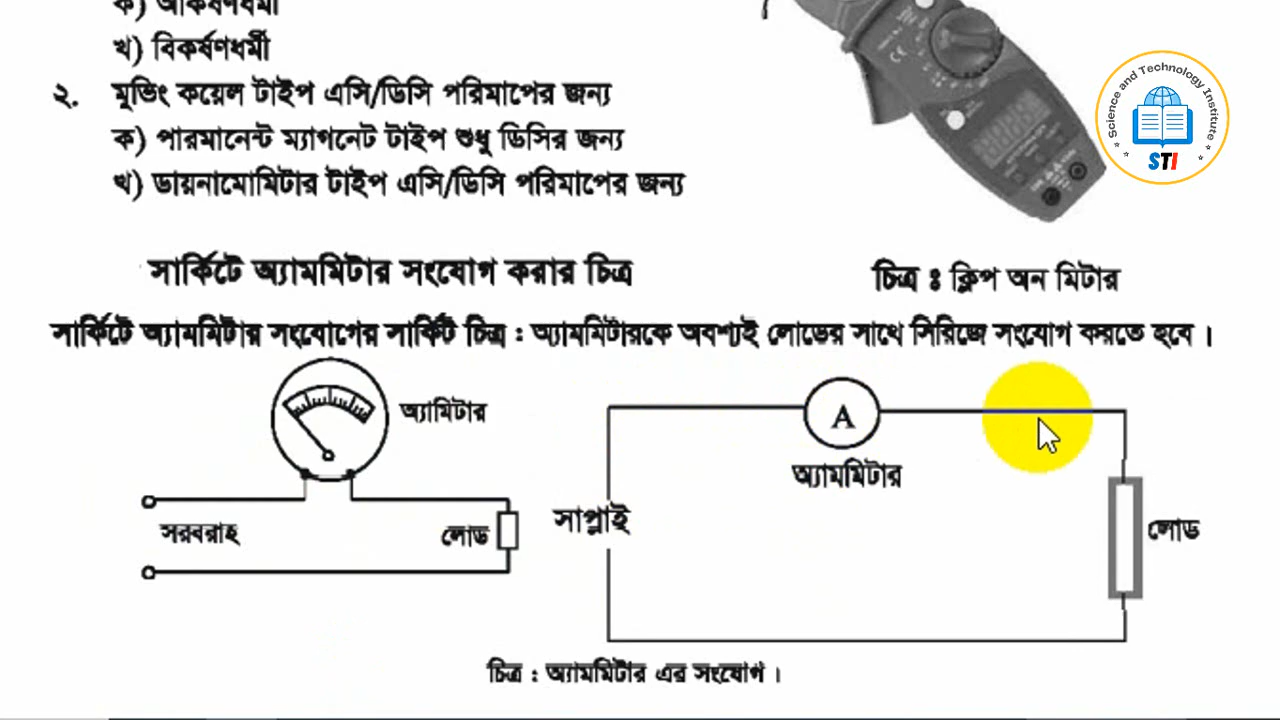 ক) আকর্ষণধর্মী
খ) বিকর্ষণধর্মী
২. মুভিং কয়েল টাইপ এসি/ডিসি পরিমাপের জন্য
ক) পারমানেন্ট ম্যাগনেট টাইপ শুধু ডিসির জন্য
খ) ডায়নামোমিটার টাইপ এসি/ডিসি পরিমাপের জন্য
Science and Technology Institute
STI
সার্কিটে অ্যামমিটার সংযোগ করার চিত্র
চিত্র ঃ ক্লিপ অন মিটার
সার্কিটে অ্যামমিটার সংযোগের সার্কিট চিত্র : অ্যামমিটারকে অবশ্যই লোডের সাথে সিরিজে সংযোগ করতে হবে ।
অ্যামিটার
A
অ্যামমিটার
সরবরাহ
লোড
সাপ্লাই
লোড
চিত্র : অ্যামমিটার এর সংযোগ ।